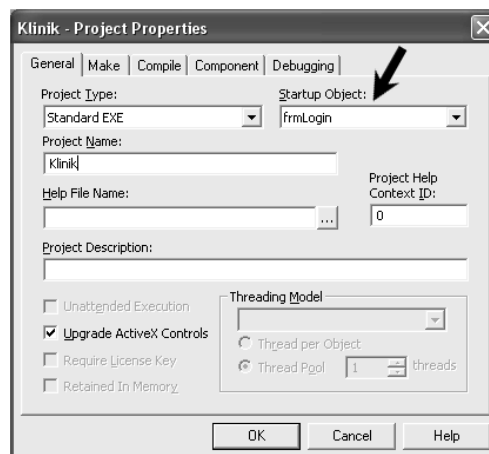 Klinik - Project Properties
General Make Compile Component Debugging
Project Type: Startup Object:
Standard EXE frmLogin
Project Name:
Klinik
Help File Name: Project Help Context ID:
... 0
Project Description:
Unattended Execution Threading Model
Upgrade ActiveX Controls
Require License Key Thread per Object
Retained In Memory Thread Pool 1 threads
OK Cancel Help